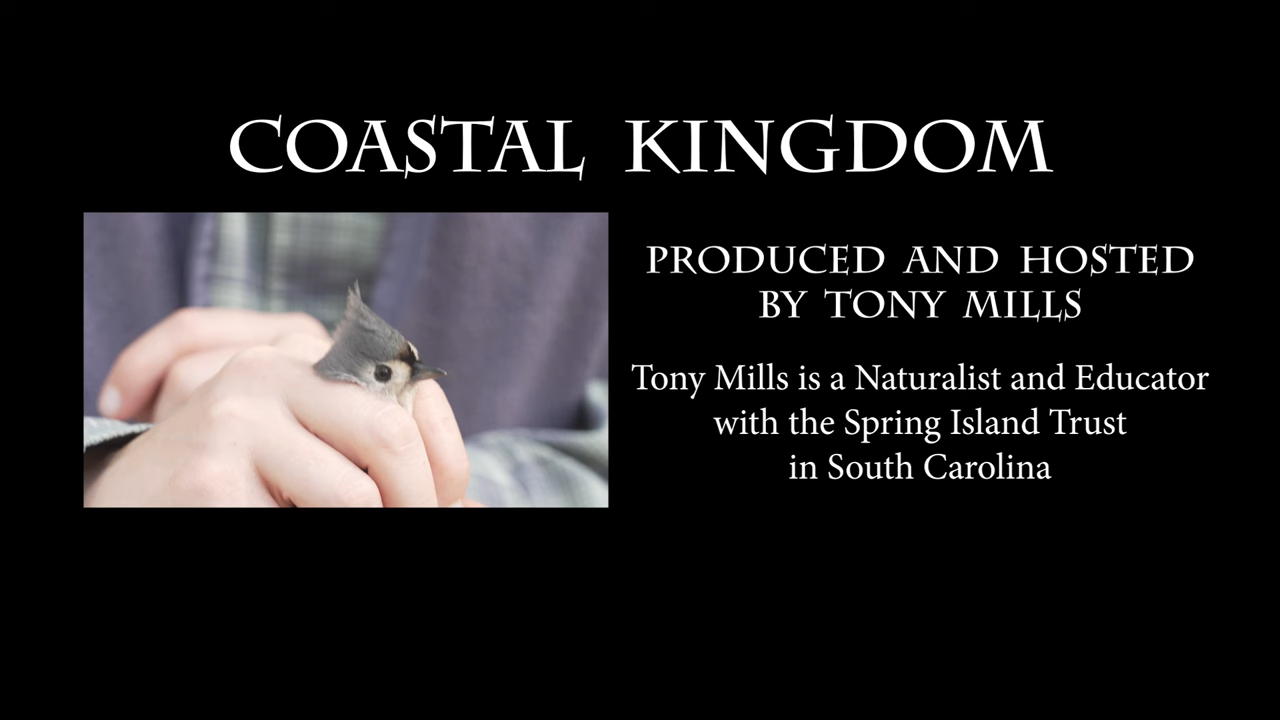 COASTAL KINGDOM
PRODUCED AND HOSTED
BY TONY MILLS
Tony Mills is a Naturalist and Educator
with the Spring Island Trust
in South Carolina